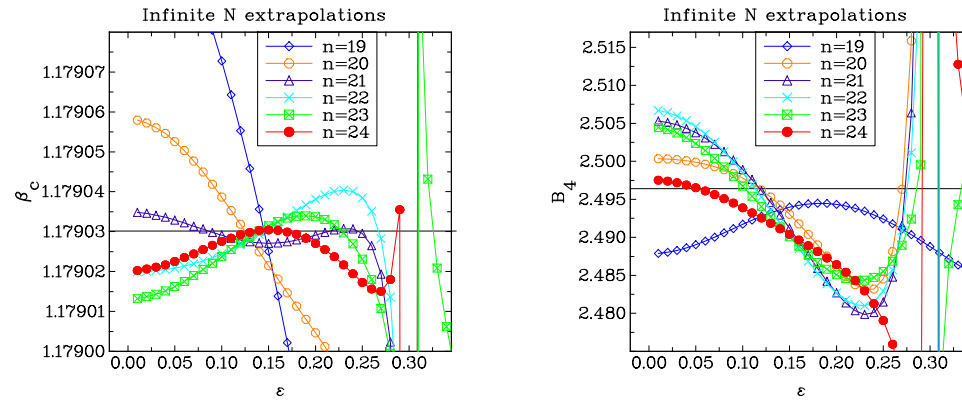 Infinite N extrapolations
n=19
n=20
n=21
n=22
n=23
n=24
1.17907
1.17906
1.17905
1.17904
1.17903
1.17902
1.17901
1.17900
β_c
0.00 0.05 0.10 0.15 0.20 0.25 0.30
ε
Infinite N extrapolations
n=19
n=20
n=21
n=22
n=23
n=24
2.515
2.510
2.505
2.500
2.495
2.490
2.485
2.480
B_4
0.00 0.05 0.10 0.15 0.20 0.25 0.30
ε